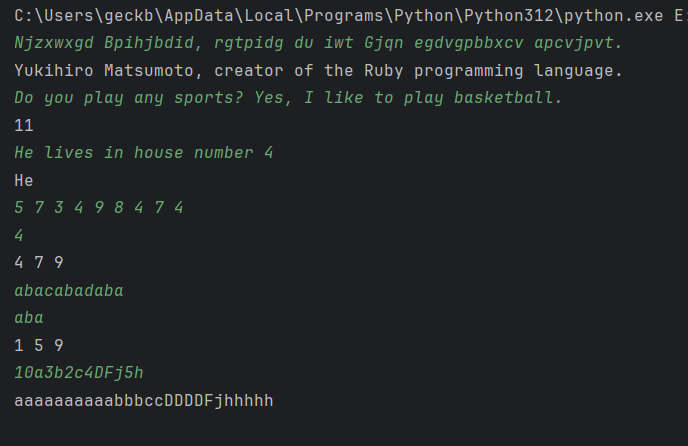 C:\Users\geckb\AppData\Local\Programs\Python\Python312\python.exe E:
Njzxwxgd Bpihjbdid, rgtpidg du iwt Gjqn egdvgpbbxcv apcvjpvt.
Yukihiro Matsumoto, creator of the Ruby programming language.
Do you play any sports? Yes, I like to play basketball.
11
He lives in house number 4
He
5 7 3 4 9 8 4 7 4
4
4 7 9
abacabadaba
aba
1 5 9
10a3b2c4DFj5h
aaaaaaaaaabbbccDDDDFjhhhhh